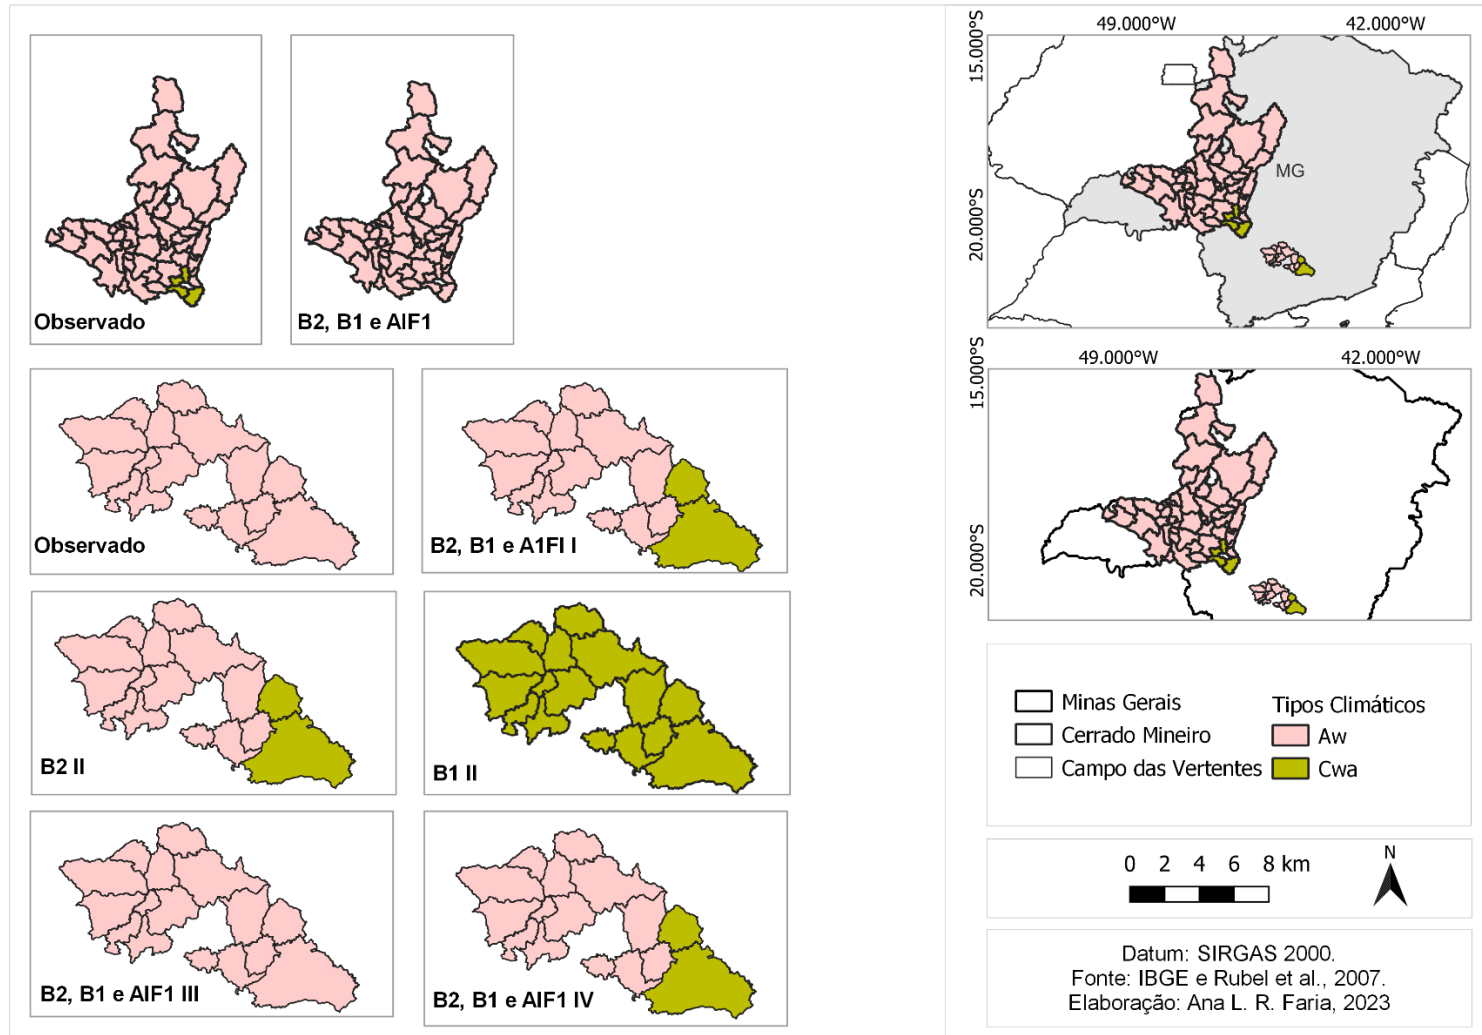 Observado
B2, B1 e AIF1
Observado
B2, B1 e A1FI I
B2 II
B1 II
B2, B1 e AIF1 III
B2, B1 e AIF1 IV
49.000°W
42.000°W
15.000°S
20.000°S
MG
49.000°W
42.000°W
15.000°S
20.000°S
Minas Gerais
Cerrado Mineiro
Campo das Vertentes
Tipos Climáticos
Aw
Cwa
0 2 4 6 8 km
N
Datum: SIRGAS 2000.
Fonte: IBGE e Rubel et al., 2007.
Elaboração: Ana L. R. Faria, 2023